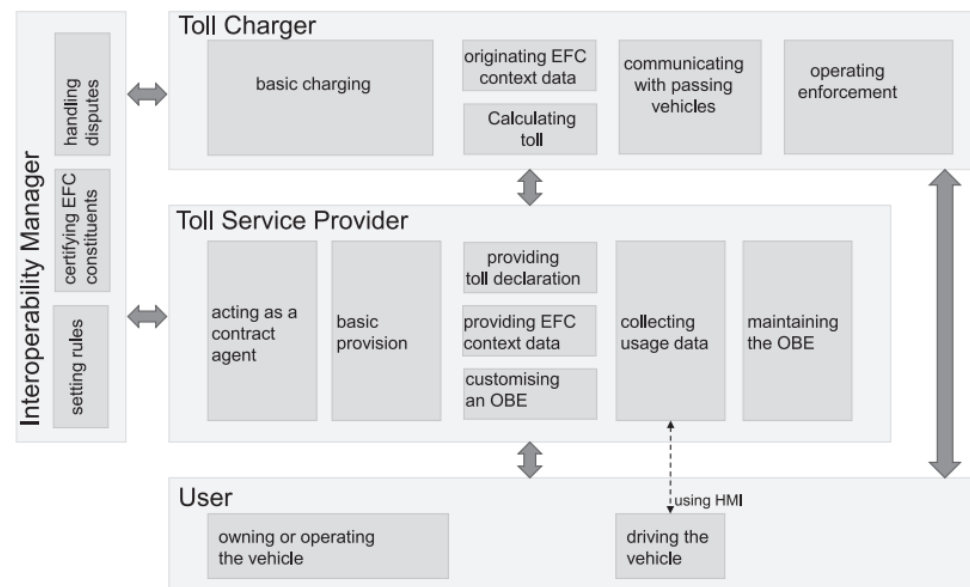 Interoperability Manager
handling
disputes
certifying EFC
constituents
setting rules
Toll Charger
basic charging
originating EFC
context data
Calculating
toll
communicating
with passing
vehicles
operating
enforcement
Toll Service Provider
acting as a
contract
agent
basic
provision
providing
toll declaration
providing EFC
context data
customising
an OBE
collecting
usage data
maintaining
the OBE
User
using HMI
owning or operating
the vehicle
driving the
vehicle